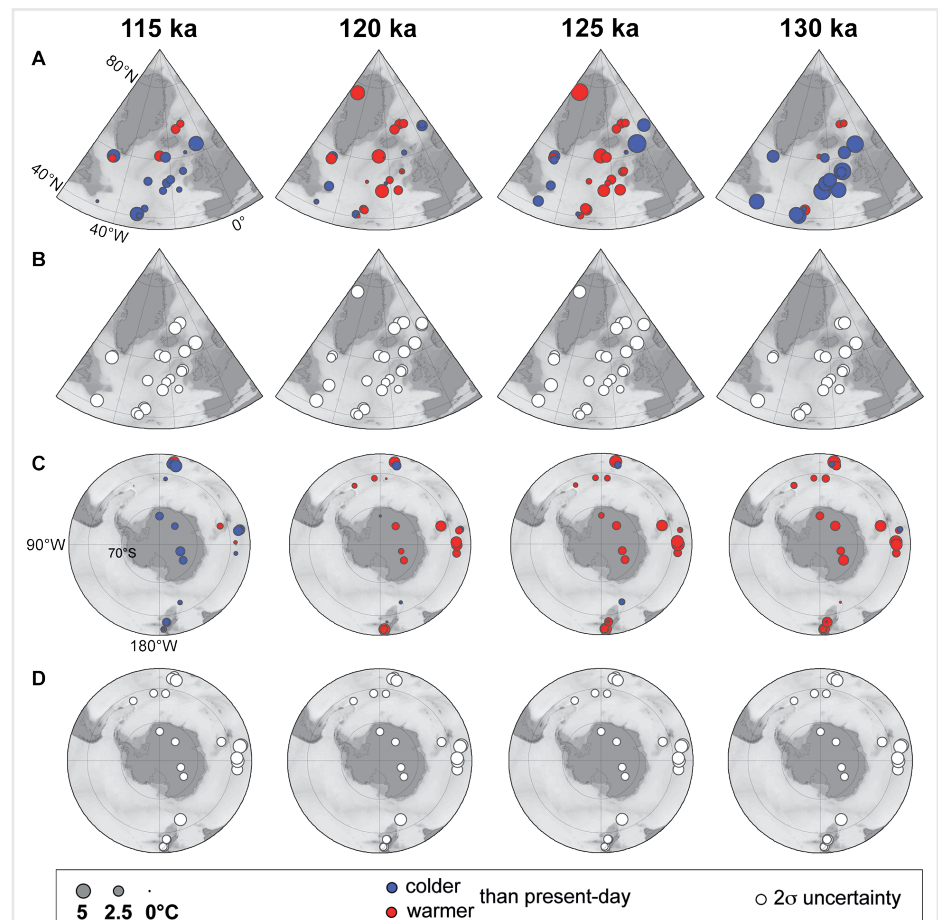 115 ka 120 ka 125 ka 130 ka
A
80°N
40°N
40°W
0°
B
C
90°W
70°S
180°W
D
colder
than present-day
warmer
2σ uncertainty
5 2.5 0°C